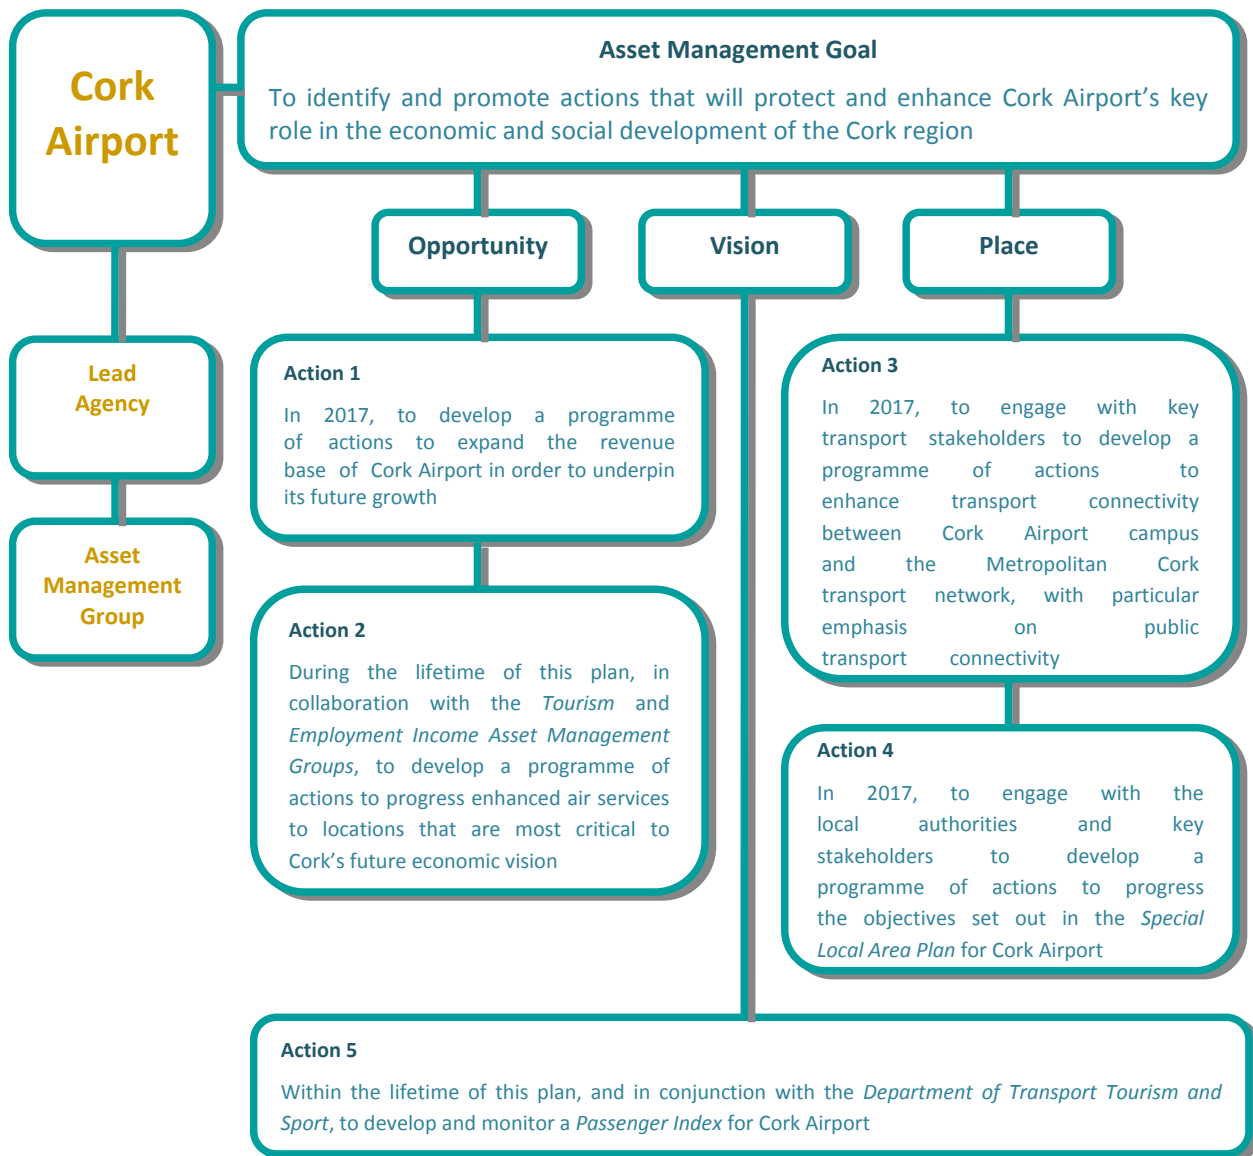 Cork
Airport
Asset Management Goal
To identify and promote actions that will protect and enhance Cork Airport’s key
role in the economic and social development of the Cork region
Opportunity
Vision
Place
Lead
Agency
Asset
Management
Group
Action 1
In 2017, to develop a programme
of actions to expand the revenue
base of Cork Airport in order to underpin
its future growth
Action 2
During the lifetime of this plan, in
collaboration with the Tourism and
Employment Income Asset Management
Groups, to develop a programme of
actions to progress enhanced air services
to locations that are most critical to
Cork’s future economic vision
Action 3
In 2017, to engage with key
transport stakeholders to develop a
programme of actions to
enhance transport connectivity
between Cork Airport campus
and the Metropolitan Cork
transport network, with particular
emphasis on public
transport connectivity
Action 4
In 2017, to engage with the
local authorities and key
stakeholders to develop a
programme of actions to progress
the objectives set out in the Special
Local Area Plan for Cork Airport
Action 5
Within the lifetime of this plan, and in conjunction with the Department of Transport Tourism and
Sport, to develop and monitor a Passenger Index for Cork Airport